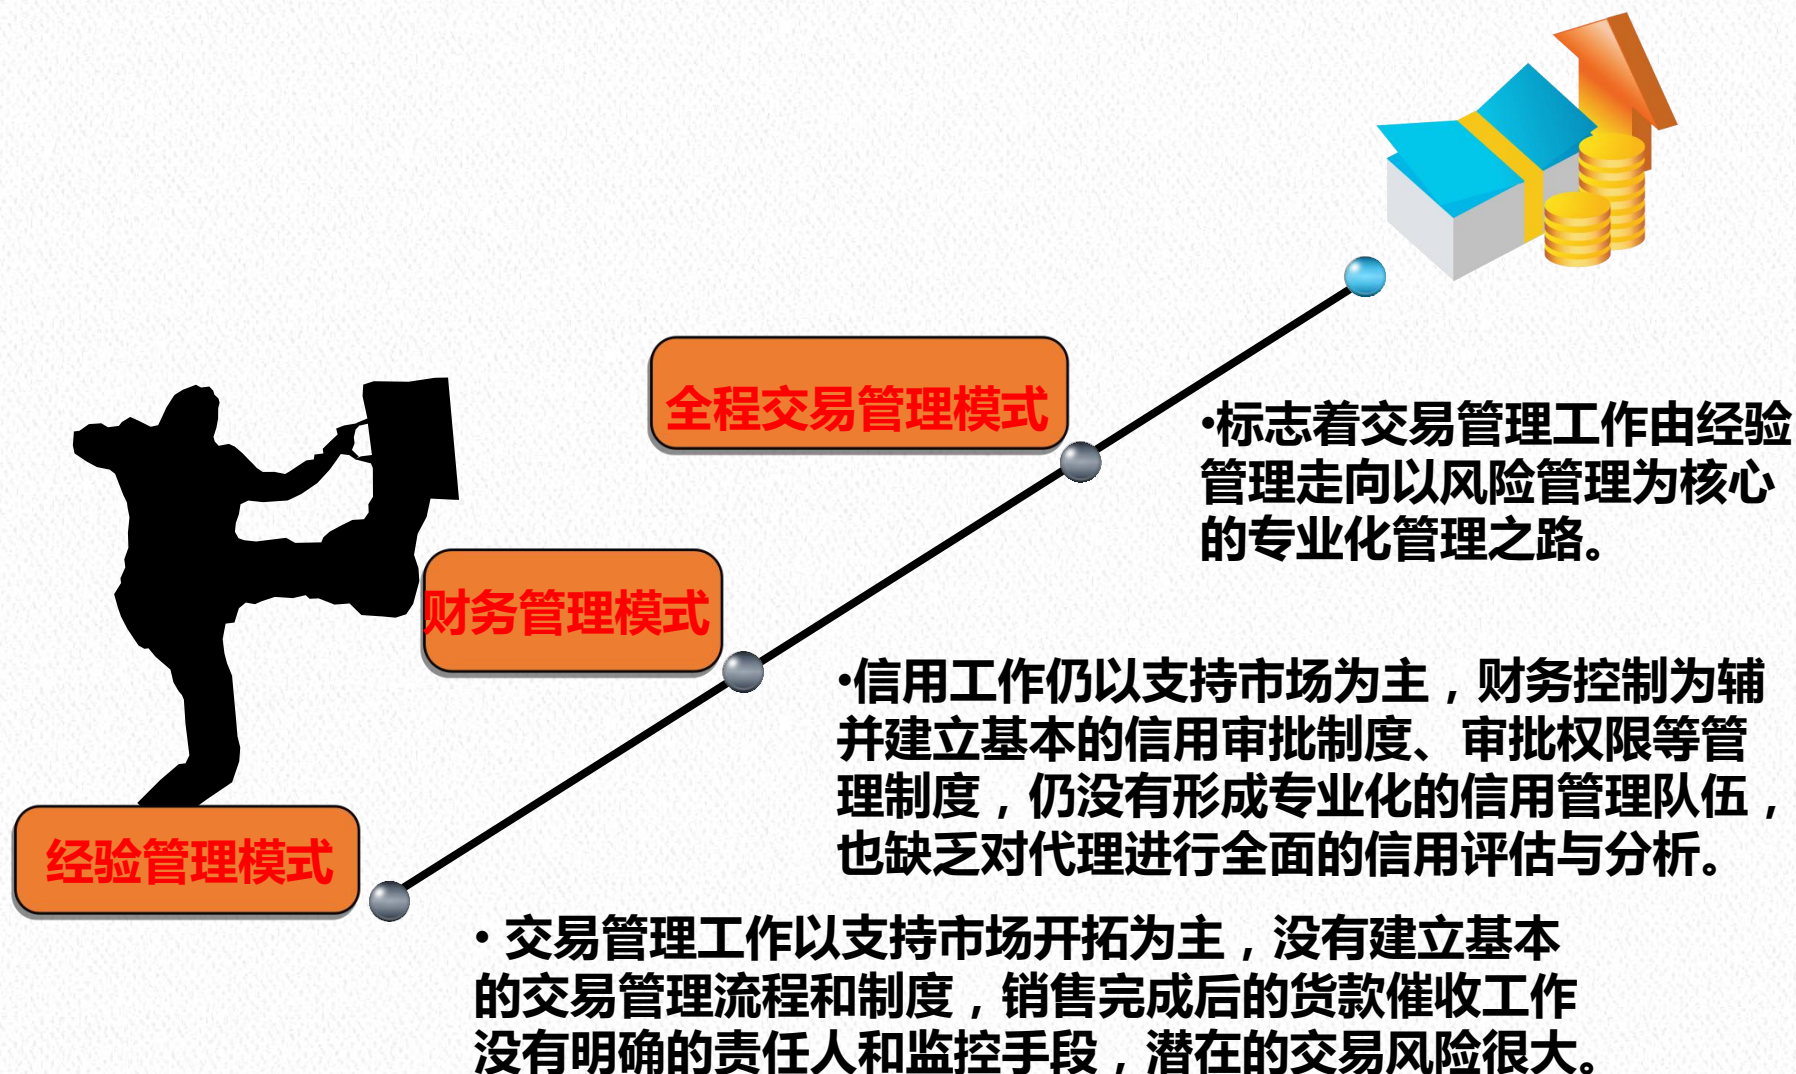 全程交易管理模式
•标志着交易管理工作由经验
管理走向以风险管理为核心
的专业化管理之路。
财务管理模式
•信用工作仍以支持市场为主，财务控制为辅
并建立基本的信用审批制度、审批权限等管
理制度，仍没有形成专业化的信用管理队伍，
也缺乏对代理进行全面的信用评估与分析。
经验管理模式
• 交易管理工作以支持市场开拓为主，没有建立基本
的交易管理流程和制度，销售完成后的货款催收工作
没有明确的责任人和监控手段，潜在的交易风险很大。